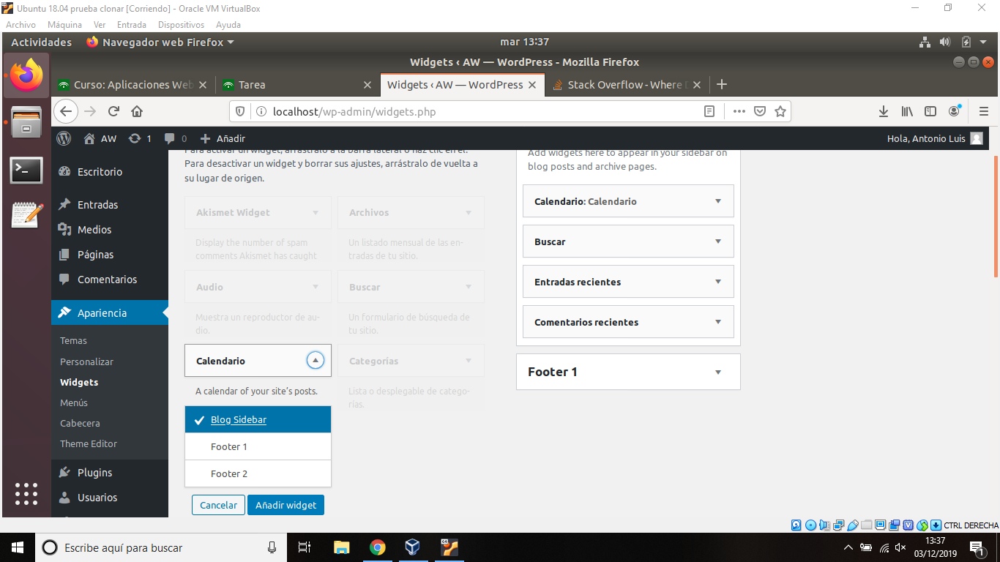 Ubuntu 18.04 prueba clonar [Corriendo] - Oracle VM VirtualBox
Archivo Máquina Ver Entrada Dispositivos Ayuda
Actividades Navegador web Firefox mar 13:37
Widgets ‹ AW — WordPress - Mozilla Firefox
Curso: Aplicaciones Web Tarea Widgets ‹ AW — WordPress Stack Overflow - Where
localhost/wp-admin/widgets.php
AW 1 0 Añadir Hola, Antonio Luis
Escritorio
Entradas
Medios
Páginas
Comentarios
Apariencia
Temas
Personalizar
Widgets
Menús
Cabecera
Theme Editor
Plugins
Usuarios
Para activar un widget, arrástralo a la barra lateral o haz clic en él.
Para desactivar un widget y borrar sus ajustes, arrástralo de vuelta a
su lugar de origen.
Akismet Widget
Display the number of spam
comments Akismet has caught
Archivos
Un listado mensual de las en-
tradas de tu sitio.
Audio
Muestra un reproductor de au-
dio.
Buscar
Un formulario de búsqueda de
tu sitio.
Calendario
A calendar of your site’s posts.
Categorías
Lista o desplegable de catego-
rías.
Blog Sidebar
Footer 1
Footer 2
Cancelar Añadir widget
Add widgets here to appear in your sidebar on
blog posts and archive pages.
Calendario: Calendario
Buscar
Entradas recientes
Comentarios recientes
Footer 1
CTRL DERECHA
Escribe aquí para buscar
64
13:37
03/12/2019
1